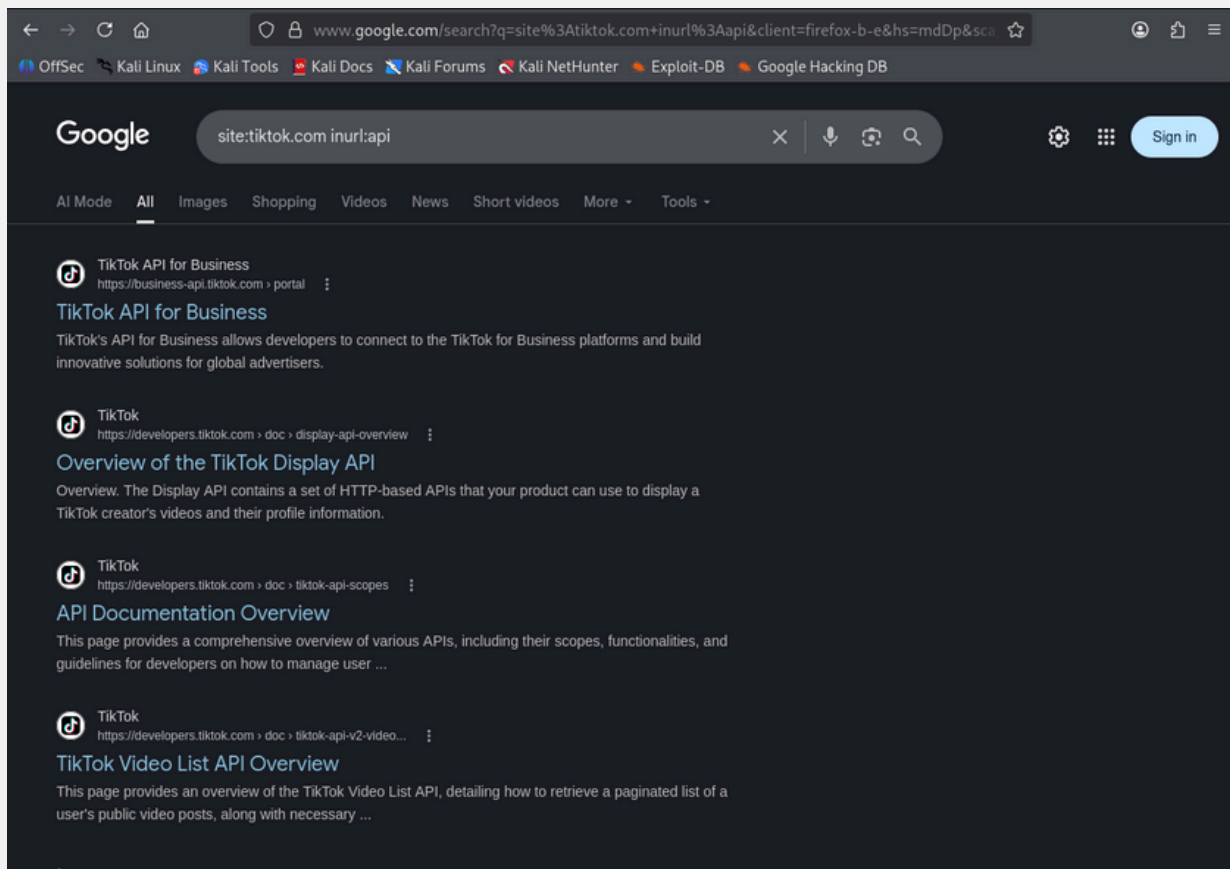 www.google.com/search?q=site%3Atiktok.com+inurl%3Aapi&client=firefox-b-e&hs=mdDp&sca
OffSec Kali Linux Kali Tools Kali Docs Kali Forums Kali NetHunter Exploit-DB Google Hacking DB
Google site:tiktok.com inurl:api Sign in
AI Mode All Images Shopping Videos News Short videos More Tools
TikTok API for Business
https://business-api.tiktok.com › portal
TikTok API for Business
TikTok's API for Business allows developers to connect to the TikTok for Business platforms and build
innovative solutions for global advertisers.
TikTok
https://developers.tiktok.com › doc › display-api-overview
Overview of the TikTok Display API
Overview. The Display API contains a set of HTTP-based APIs that your product can use to display a
TikTok creator's videos and their profile information.
TikTok
https://developers.tiktok.com › doc › tiktok-api-scopes
API Documentation Overview
This page provides a comprehensive overview of various APIs, including their scopes, functionalities, and
guidelines for developers on how to manage user ...
TikTok
https://developers.tiktok.com › doc › tiktok-api-v2-video...
TikTok Video List API Overview
This page provides an overview of the TikTok Video List API, detailing how to retrieve a paginated list of a
user's public video posts, along with necessary ...